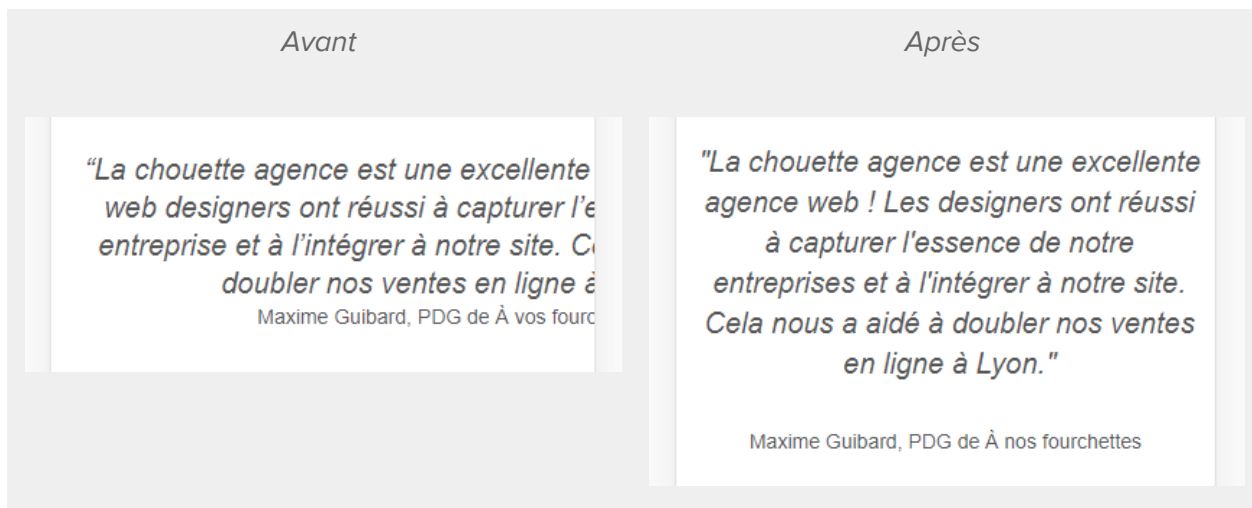 Avant
“La chouette agence est une excellente
web designers ont réussi à capturer l’e
entreprise et à l’intégrer à notre site. Ce
doubler nos ventes en ligne à
Maxime Guibard, PDG de À vos fourc
Après
"La chouette agence est une excellente
agence web ! Les designers ont réussi
à capturer l'essence de notre
entreprises et à l'intégrer à notre site.
Cela nous a aidé à doubler nos ventes
en ligne à Lyon."
Maxime Guibard, PDG de À nos fourchettes